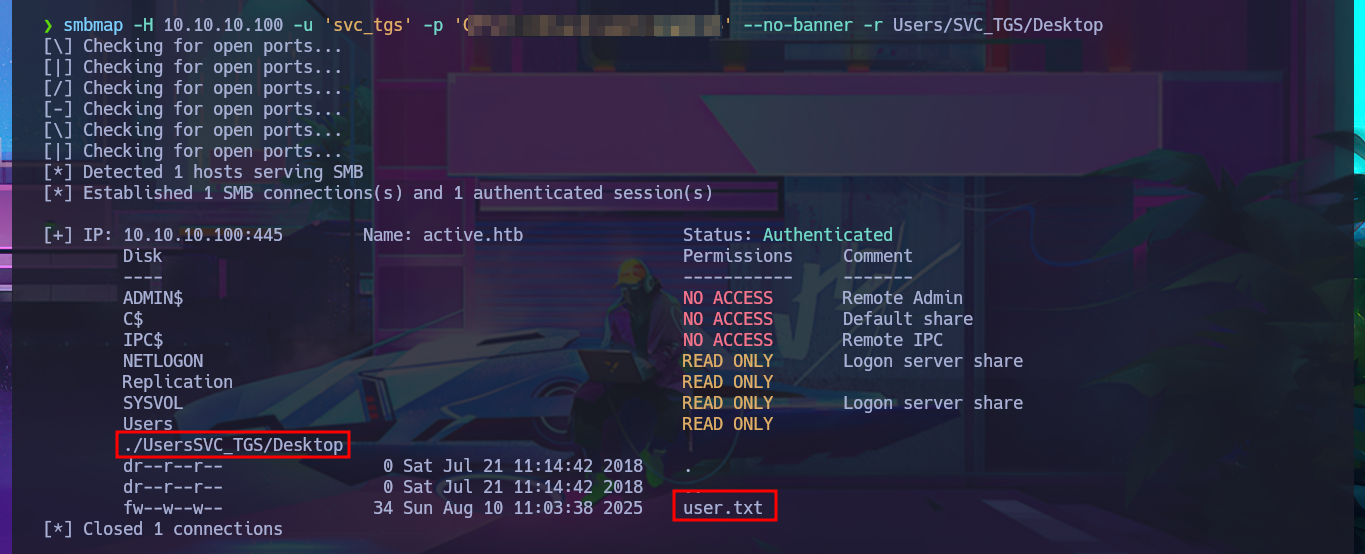 ❯ smbmap -H 10.10.10.100 -u 'svc_tgs' -p ' ' --no-banner -r Users/SVC_TGS/Desktop
[\] Checking for open ports...
[|] Checking for open ports...
[/] Checking for open ports...
[-] Checking for open ports...
[\] Checking for open ports...
[|] Checking for open ports...
[*] Detected 1 hosts serving SMB
[*] Established 1 SMB connections(s) and 1 authenticated session(s)
[+] IP: 10.10.10.100:445 Name: active.htb Status: Authenticated
Disk Permissions Comment
---- ----------- -------
ADMIN$ NO ACCESS Remote Admin
C$ NO ACCESS Default share
IPC$ NO ACCESS Remote IPC
NETLOGON READ ONLY Logon server share
Replication READ ONLY
SYSVOL READ ONLY Logon server share
Users READ ONLY
./UsersSVC_TGS/Desktop
dr--r--r-- 0 Sat Jul 21 11:14:42 2018 .
dr--r--r-- 0 Sat Jul 21 11:14:42 2018 ..
fw--w--w-- 34 Sun Aug 10 11:03:38 2025 user.txt
[*] Closed 1 connections